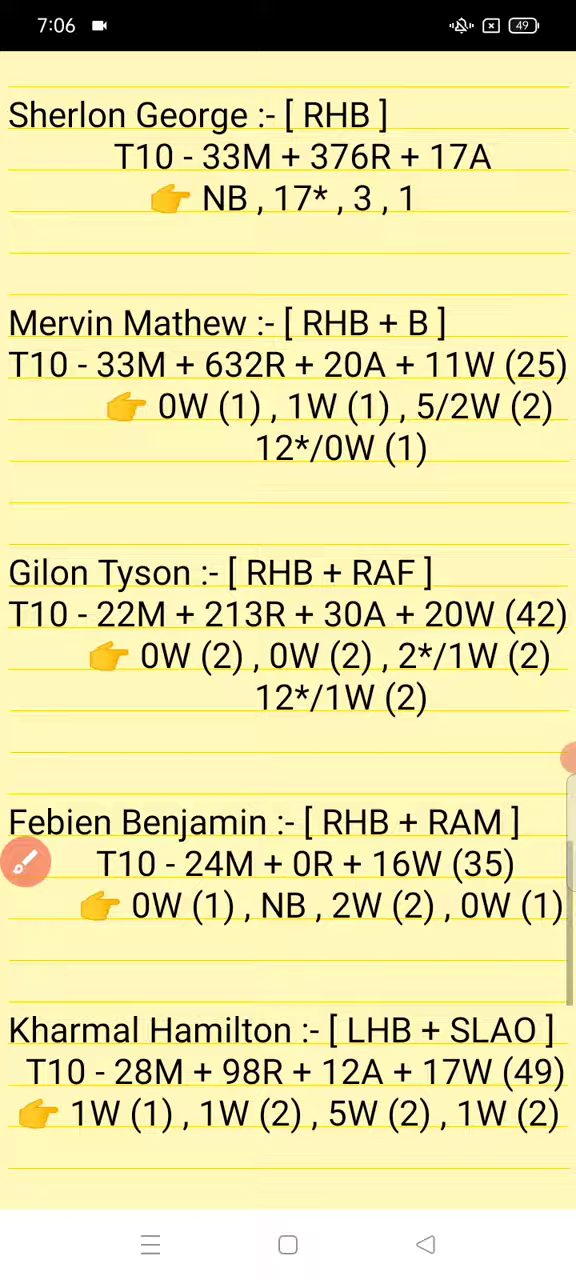 7:06
49
Sherlon George :- [ RHB ]
T10 - 33M + 376R + 17A
👉 NB , 17* , 3 , 1
Mervin Mathew :- [ RHB + B ]
T10 - 33M + 632R + 20A + 11W (25)
👉 0W (1) , 1W (1) , 5/2W (2)
12*/0W (1)
Gilon Tyson :- [ RHB + RAF ]
T10 - 22M + 213R + 30A + 20W (42)
👉 0W (2) , 0W (2) , 2*/1W (2)
12*/1W (2)
Febien Benjamin :- [ RHB + RAM ]
T10 - 24M + 0R + 16W (35)
👉 0W (1) , NB , 2W (2) , 0W (1)
Kharmal Hamilton :- [ LHB + SLAO ]
T10 - 28M + 98R + 12A + 17W (49)
👉 1W (1) , 1W (2) , 5W (2) , 1W (2)